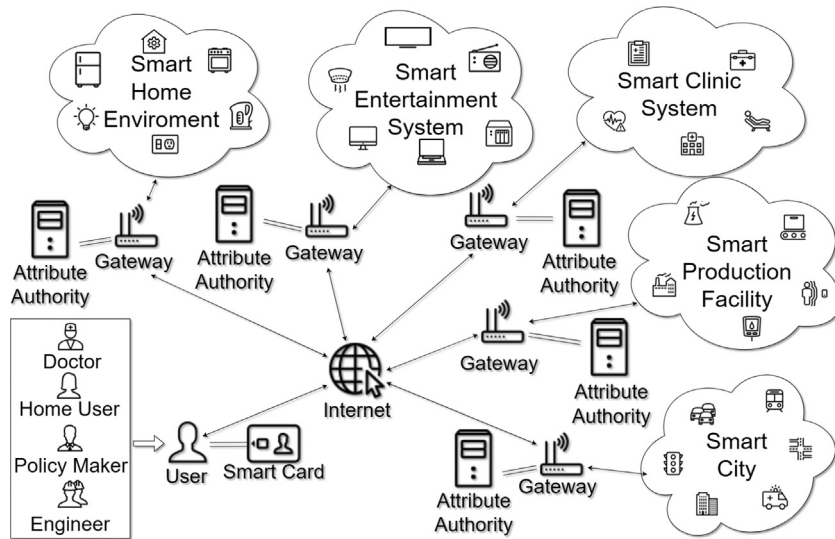 Smart
Home
Enviroment
Smart
Entertainment
System
Smart Clinic
System
Attribute
Authority
Gateway
Attribute
Authority
Gateway
Gateway
Attribute
Authority
Smart
Production
Facility
Gateway
Attribute
Authority
Doctor
Home User
Policy Maker
Engineer
User
Smart Card
Internet
Attribute
Authority
Gateway
Smart
City